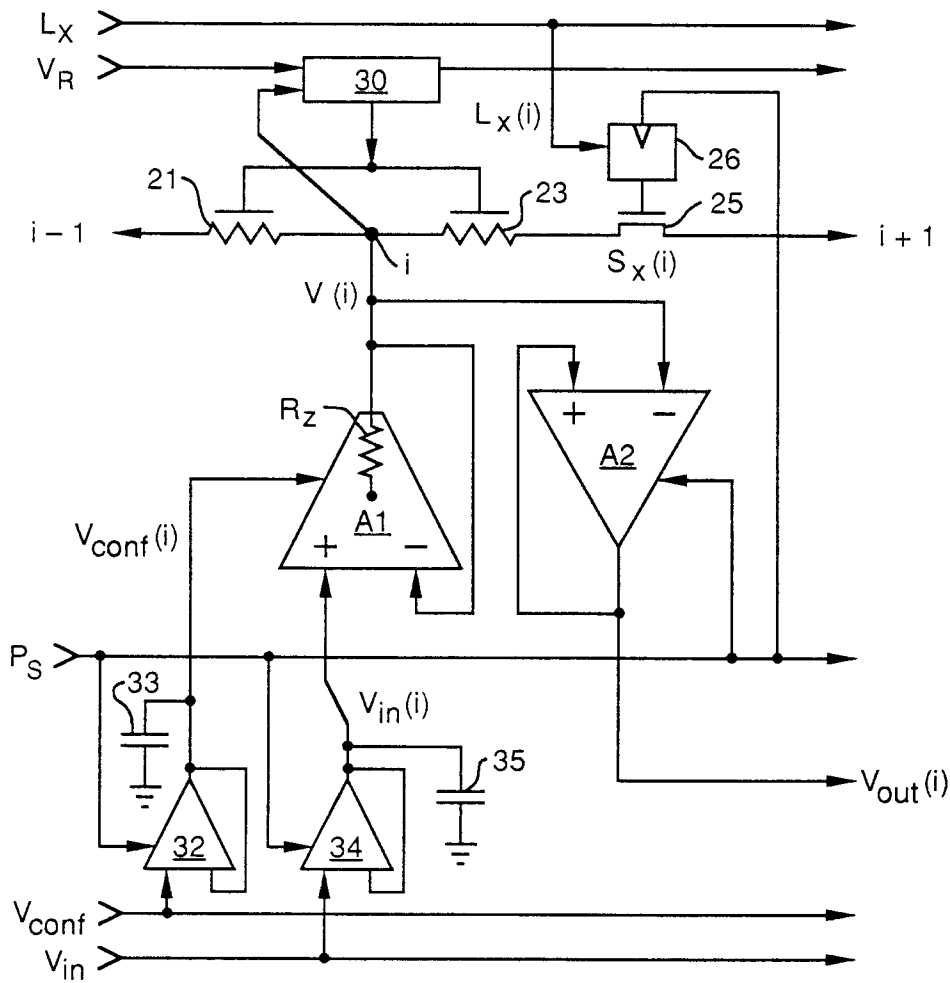 L_X
V_R
30
L_X(i)
26
21
23
25
i – 1
i
S_X(i)
i + 1
V(i)
R_Z
+ –
A2
A1
V_conf(i)
+ –
P_S
33
V_in(i)
35
V_out(i)
32
34
V_conf
V_in